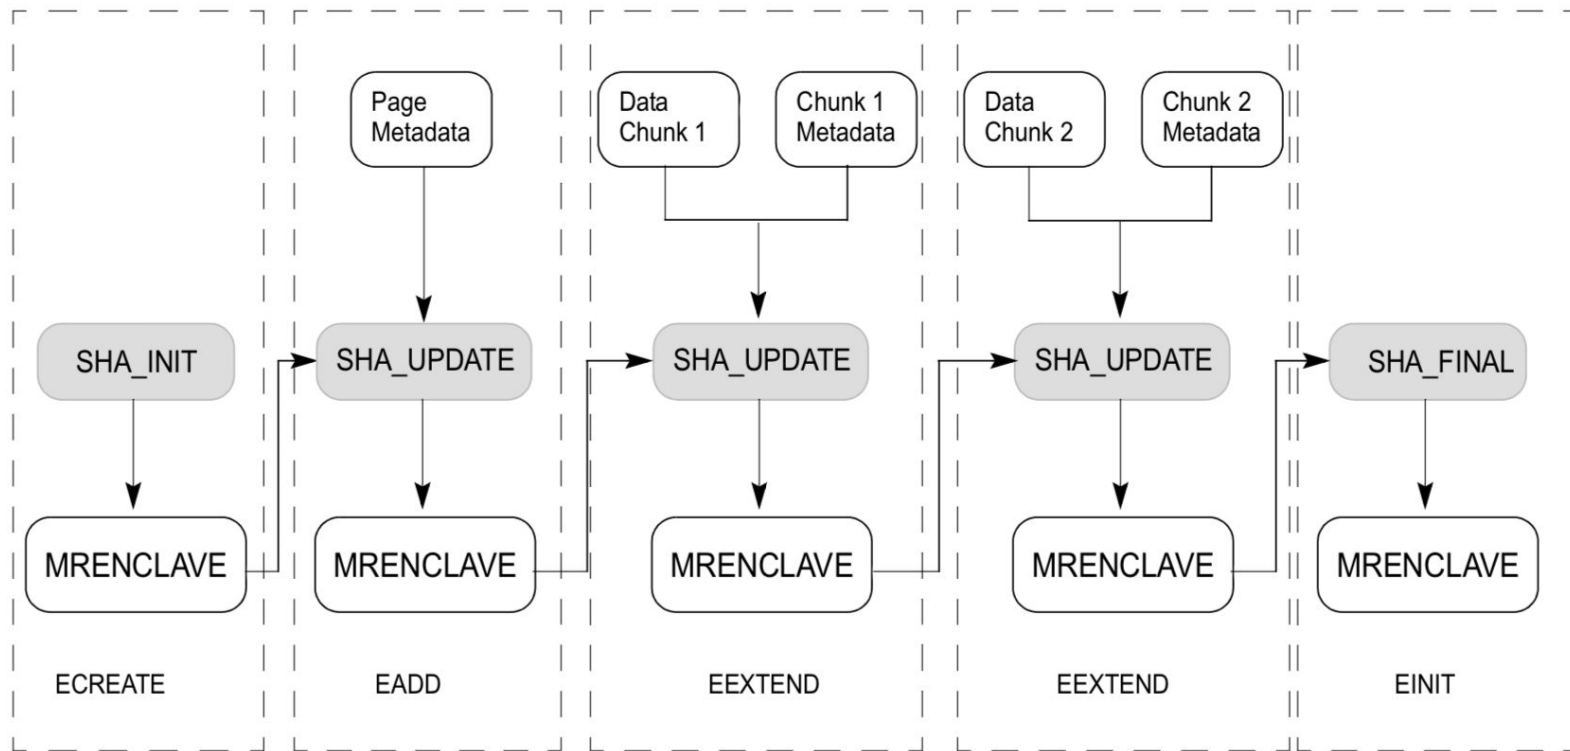 Page
Metadata
Data
Chunk 1
Chunk 1
Metadata
Data
Chunk 2
Chunk 2
Metadata
SHA_INIT
SHA_UPDATE
SHA_UPDATE
SHA_UPDATE
SHA_FINAL
MRENCLAVE
MRENCLAVE
MRENCLAVE
MRENCLAVE
MRENCLAVE
ECREATE
EADD
EEXTEND
EEXTEND
EINIT